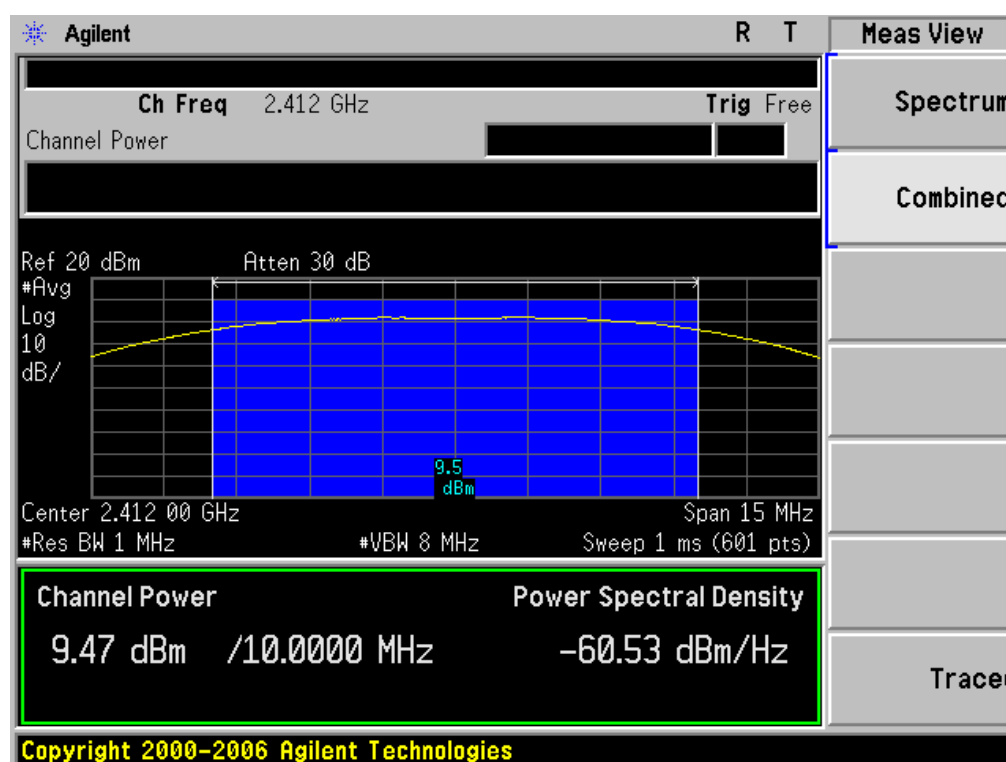 Agilent R T Meas View
Ch Freq 2.412 GHz Trig Free
Channel Power
Spectrum
Combined
Ref 20 dBm Atten 30 dB
#Avg
Log
10
dB/
9.5
dBm
Center 2.412 00 GHz Span 15 MHz
#Res BW 1 MHz #VBW 8 MHz Sweep 1 ms (601 pts)
Channel Power Power Spectral Density
9.47 dBm /10.0000 MHz -60.53 dBm/Hz
Copyright 2000-2006 Agilent Technologies